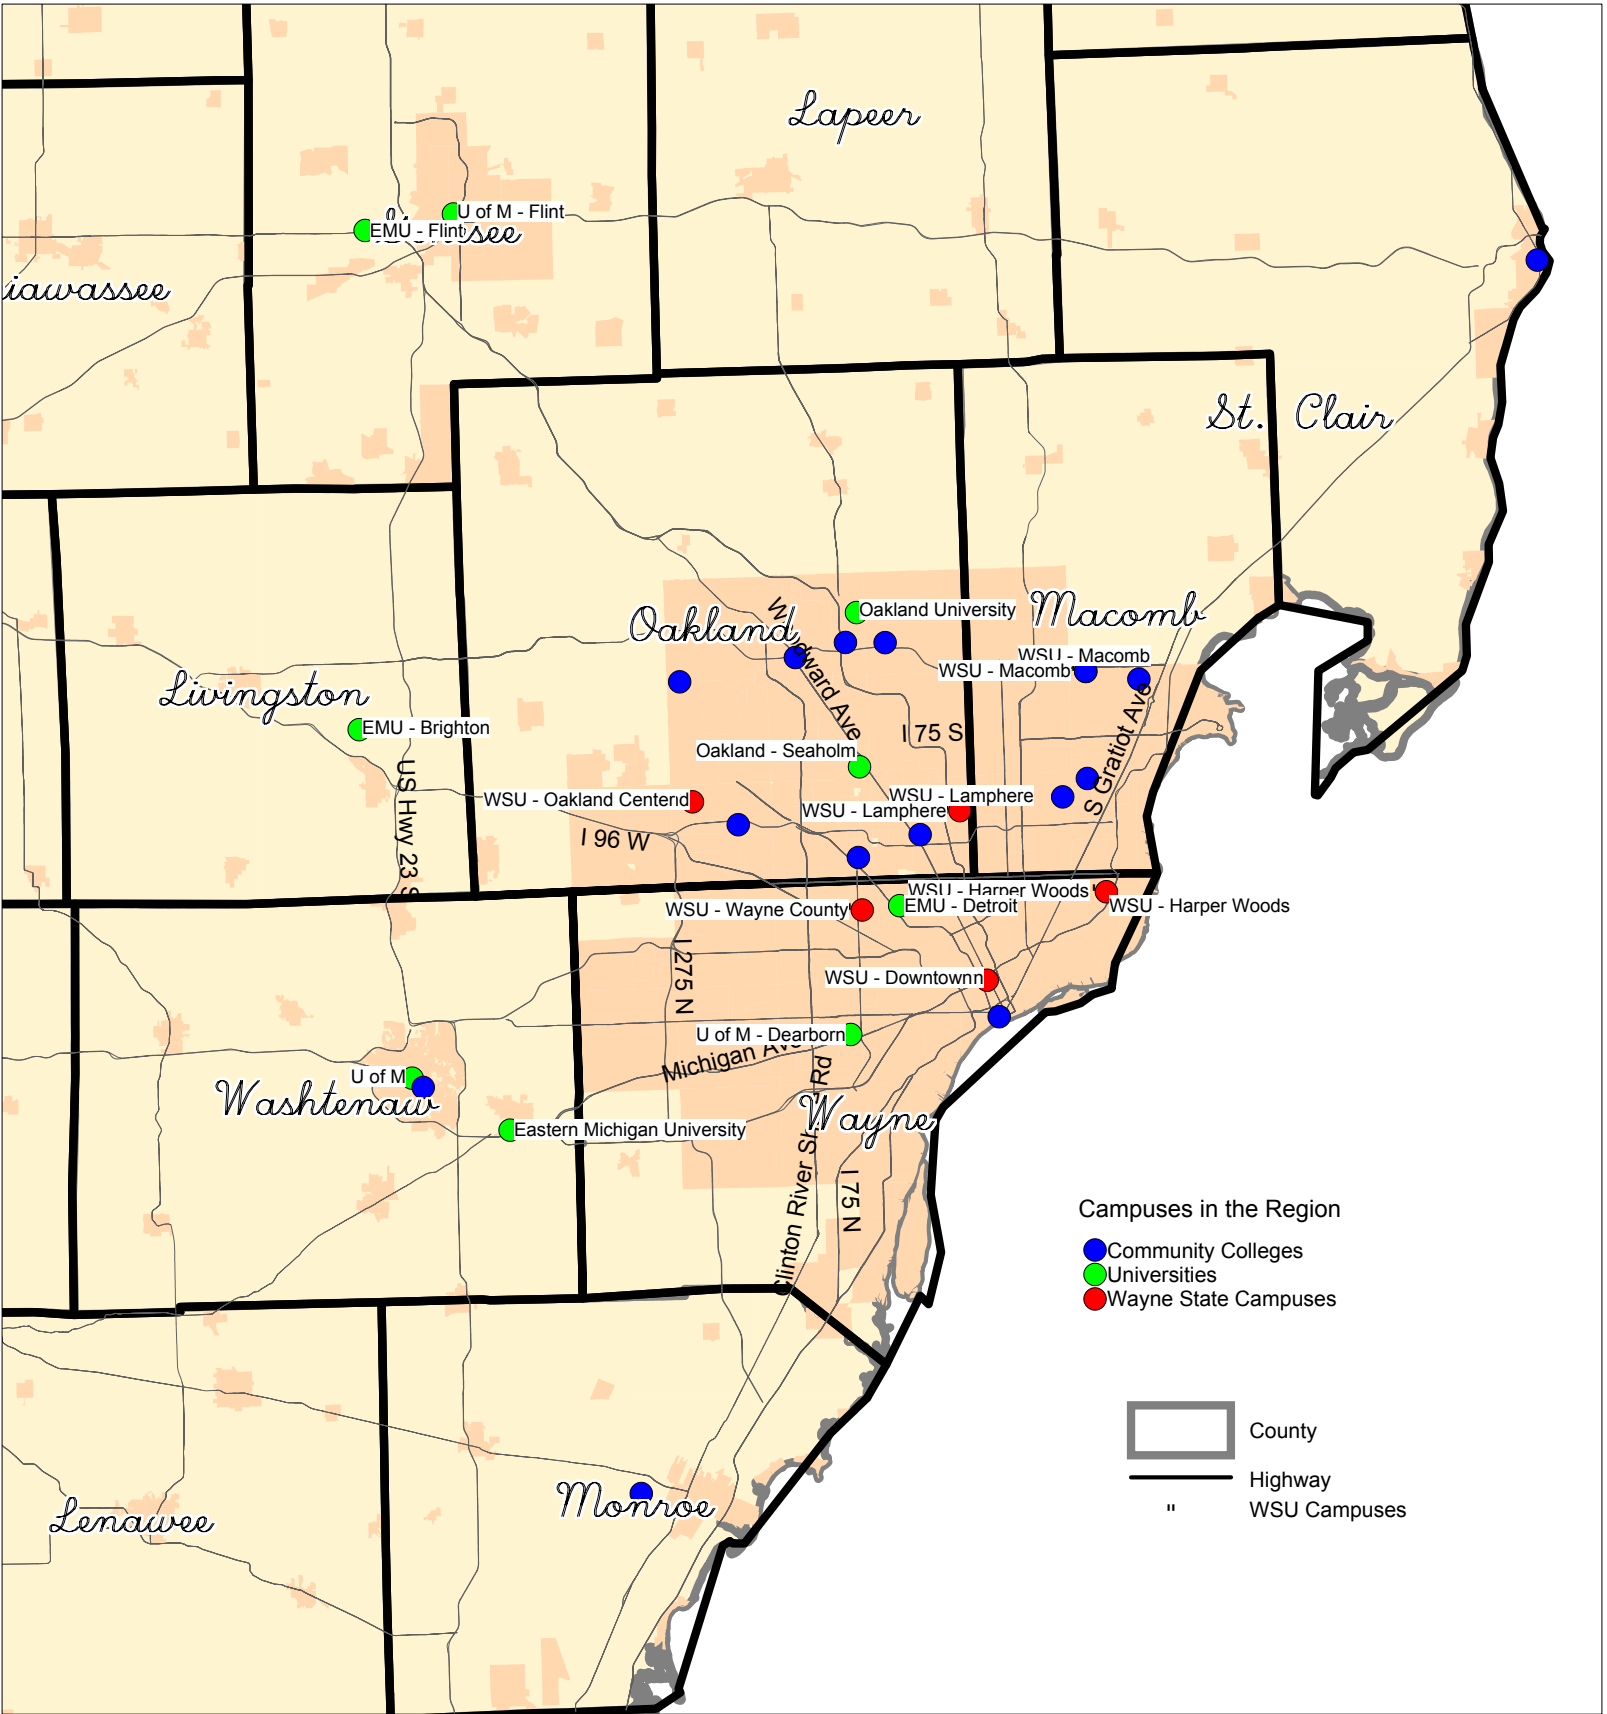 Lapeer
U of M - Flint
EMU - Flint
iawassee
St. Clair
Oakland University
Macomb
Oakland
Woodward Ave
WSU - Macomb
WSU - Macomb
Livingston
EMU - Brighton
I 75 S
S Gratiot Ave
Oakland - Seaholm
US Hwy 23 S
WSU - Oakland Centend
WSU - Lamphere
WSU - Lamphere
I 96 W
WSU - Harper Woods
EMU - Detroit
WSU - Harper Woods
WSU - Wayne County
I 275 N
WSU - Downtownn
U of M - Dearborn
Michigan Ave
U of M
Washtenaw
Wayne
Eastern Michigan University
Clinton River
Rd
I 75 N
Campuses in the Region
Community Colleges
Universities
Wayne State Campuses
County
Highway
" WSU Campuses
Monroe
Lenawee